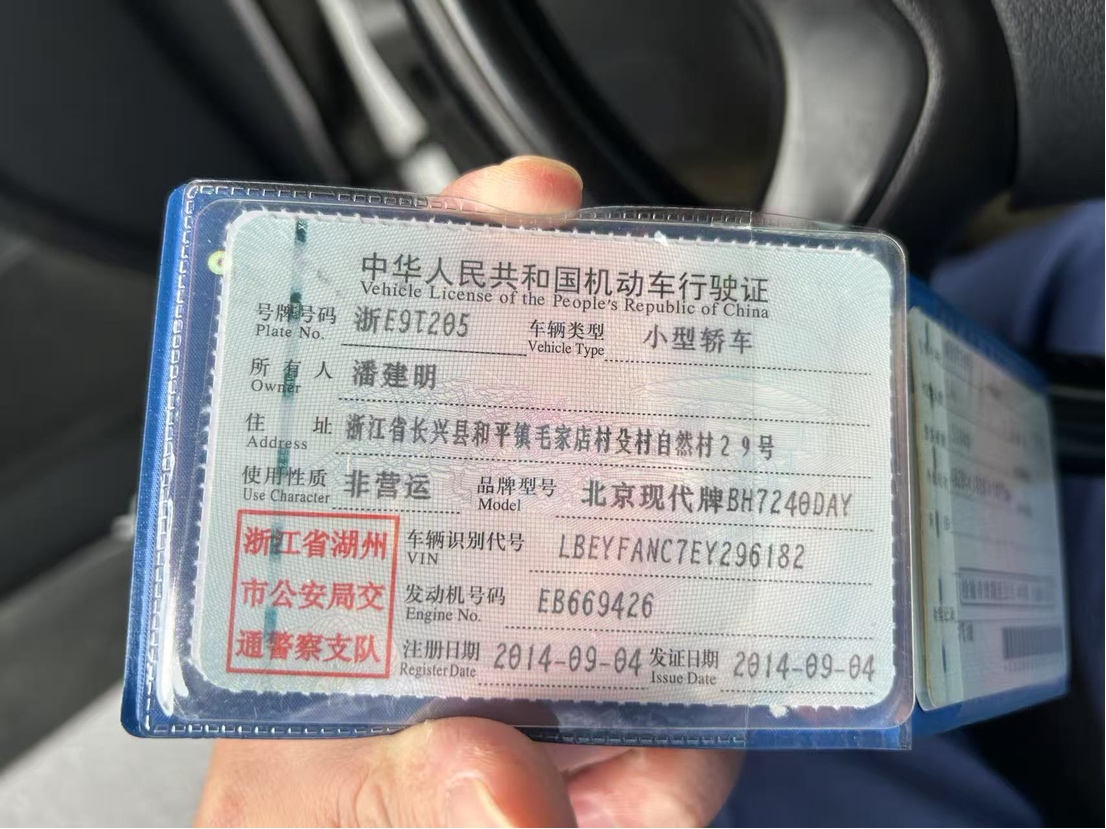 中华人民共和国机动车行驶证
Vehicle License of the People's Republic of China
号牌号码 浙E9T205 车辆类型 小型轿车
Plate No. Vehicle Type
所有人 潘建明
Owner
住址 浙江省长兴县和平镇毛家店村殳村自然村29号
Address
使用性质 非营运 品牌型号 北京现代牌BH7240DAY
Use Character Model
浙江省湖州
市公安局交
通警察支队
车辆识别代号 LBEYFANC7EY296182
VIN
发动机号码 EB669426
Engine No.
注册日期 2014-09-04 发证日期 2014-09-04
Register Date Issue Date